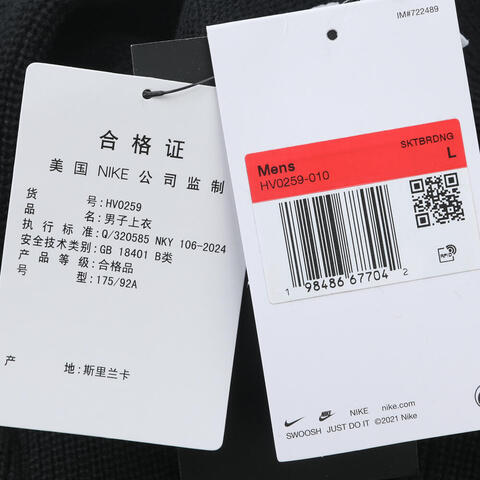 合格证
美国 NIKE 公司监制
货 号: HV0259
品 名: 男子上衣
执行标准: Q/320585 NKY 106-2024
安全技术类别: GB 18401 B类
产品等级: 合格品
号 型: 175/92A
产 地: 斯里兰卡
IM#722489
SKTBRDNG
Mens L
HV0259-010
1 98486 67704 2
RFID
NIKE nike.com
SWOOSH JUST DO IT ©2021 Nike